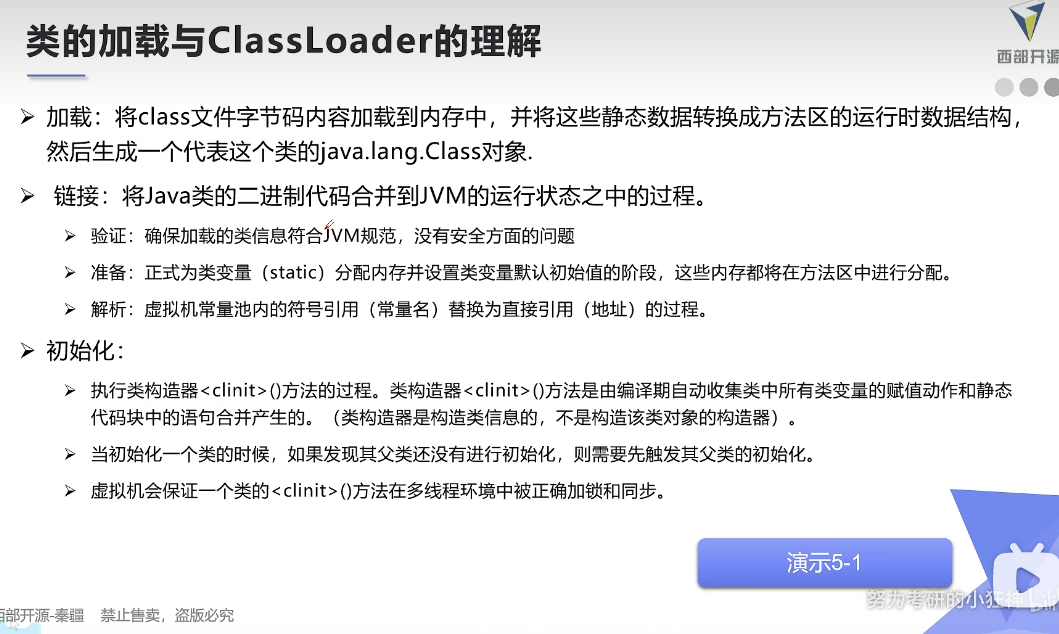 类的加载与ClassLoader的理解
西部开源
加载：将class文件字节码内容加载到内存中，并将这些静态数据转换成方法区的运行时数据结构，
然后生成一个代表这个类的java.lang.Class对象.
链接：将Java类的二进制代码合并到JVM的运行状态之中的过程。
验证：确保加载的类信息符合JVM规范，没有安全方面的问题
准备：正式为类变量（static）分配内存并设置类变量默认初始值的阶段，这些内存都将在方法区中进行分配。
解析：虚拟机常量池内的符号引用（常量名）替换为直接引用（地址）的过程。
初始化：
执行类构造器<clinit>()方法的过程。类构造器<clinit>()方法是由编译期自动收集类中所有类变量的赋值动作和静态
代码块中的语句合并产生的。（类构造器是构造类信息的，不是构造该类对象的构造器）。
当初始化一个类的时候，如果发现其父类还没有进行初始化，则需要先触发其父类的初始化。
虚拟机会保证一个类的<clinit>()方法在多线程环境中被正确加锁和同步。
演示5-1
努力考研的小狂神
西部开源-秦疆 禁止售卖，盗版必究